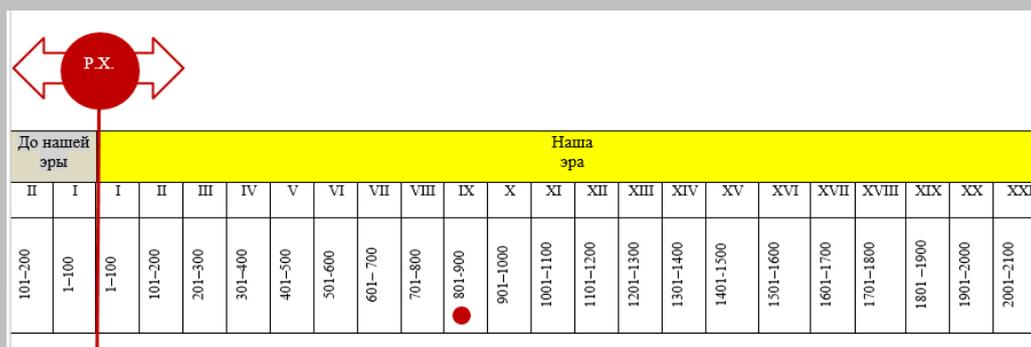 Р.Х.
До нашей
эры
Наша
эра
II I I II III IV V VI VII VIII IX X XI XII XIII XIV XV XVI XVII XVIII XIX XX XXI
101–200 1–100 1–100 101–200 201–300 301–400 401–500 501-600 601– 700 701–800 801-900 901–1000 1001–1100 1101–1200 1201–1300 1301–1400 1401-1500 1501–1600 1601–1700 1701–1800 1801 –1900 1901–2000 2001–2100